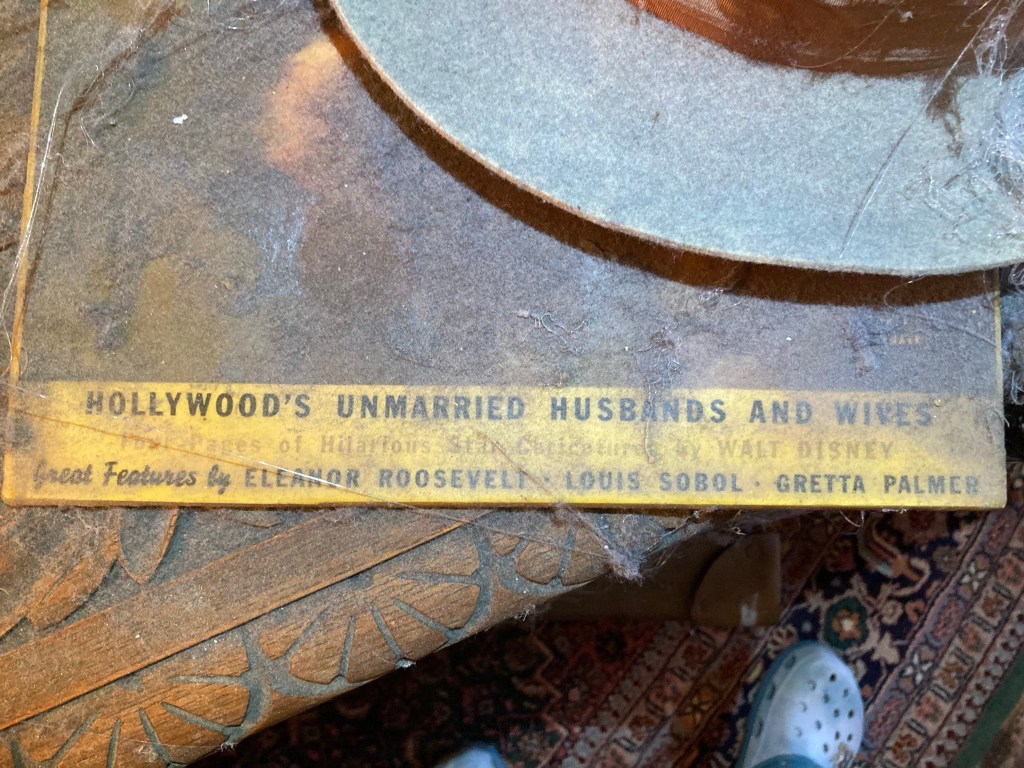 HOLLYWOOD'S UNMARRIED HUSBANDS AND WIVES
Four Pages of Hilarious Star Caricatures by WALT DISNEY
Great Features by ELEANOR ROOSEVELT · LOUIS SOBOL · GRETTA PALMER